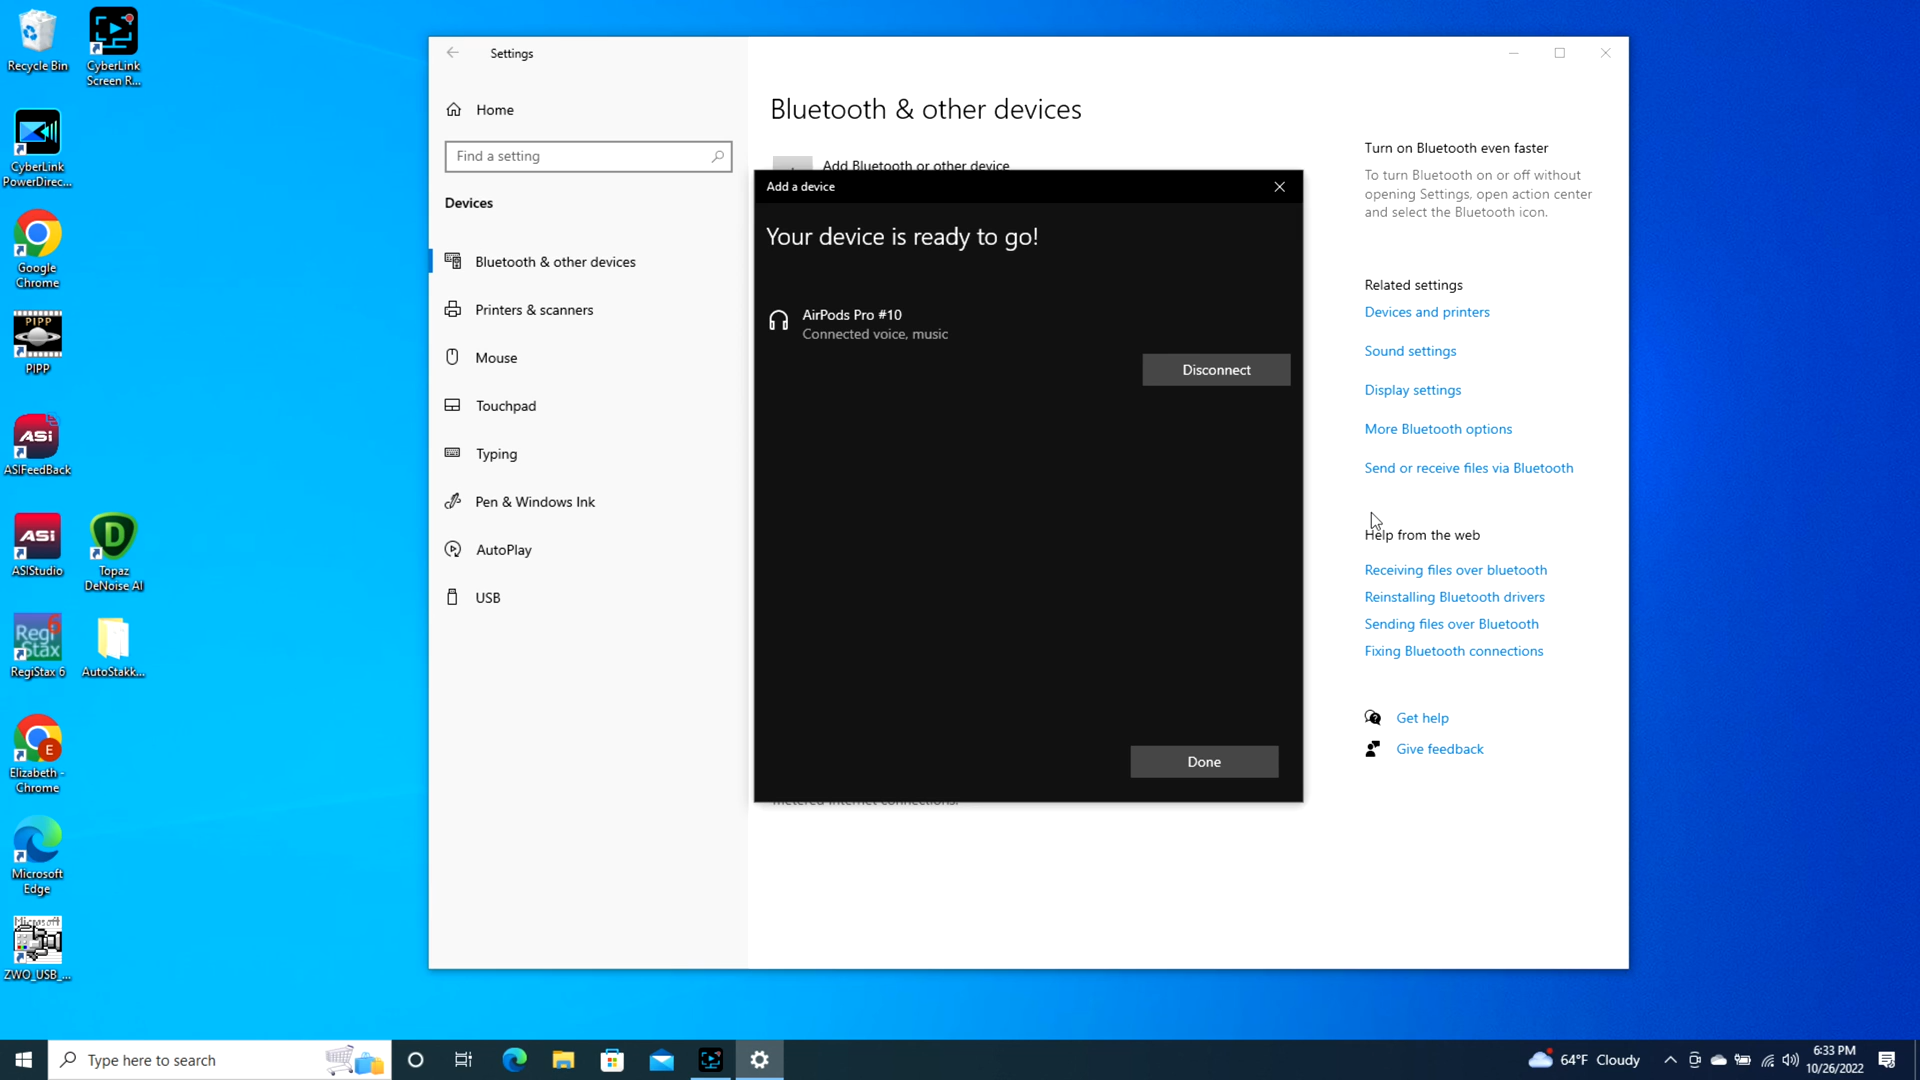 Recycle Bin
CyberLink
Screen R...
CyberLink
PowerDirec...
Google
Chrome
PIPP
PIPP
ASi
ASIFeedBack
ASi
ASIStudio
D
Topaz
DeNoise AI
Regi
Stax
6
RegiStax 6
AutoStakk...
E
Elizabeth -
Chrome
Microsoft
Edge
Microsoft
ZWO_USB_...
Settings
Home
Find a setting
Devices
Bluetooth & other devices
Printers & scanners
Mouse
Touchpad
Typing
Pen & Windows Ink
AutoPlay
USB
Bluetooth & other devices
Add Bluetooth or other device
Add a device
Your device is ready to go!
AirPods Pro #10
Connected voice, music
Disconnect
Done
metered Internet connections.
Turn on Bluetooth even faster
To turn Bluetooth on or off without
opening Settings, open action center
and select the Bluetooth icon.
Related settings
Devices and printers
Sound settings
Display settings
More Bluetooth options
Send or receive files via Bluetooth
Help from the web
Receiving files over bluetooth
Reinstalling Bluetooth drivers
Sending files over Bluetooth
Fixing Bluetooth connections
Get help
Give feedback
Type here to search
64°F Cloudy
6:33 PM
10/26/2022